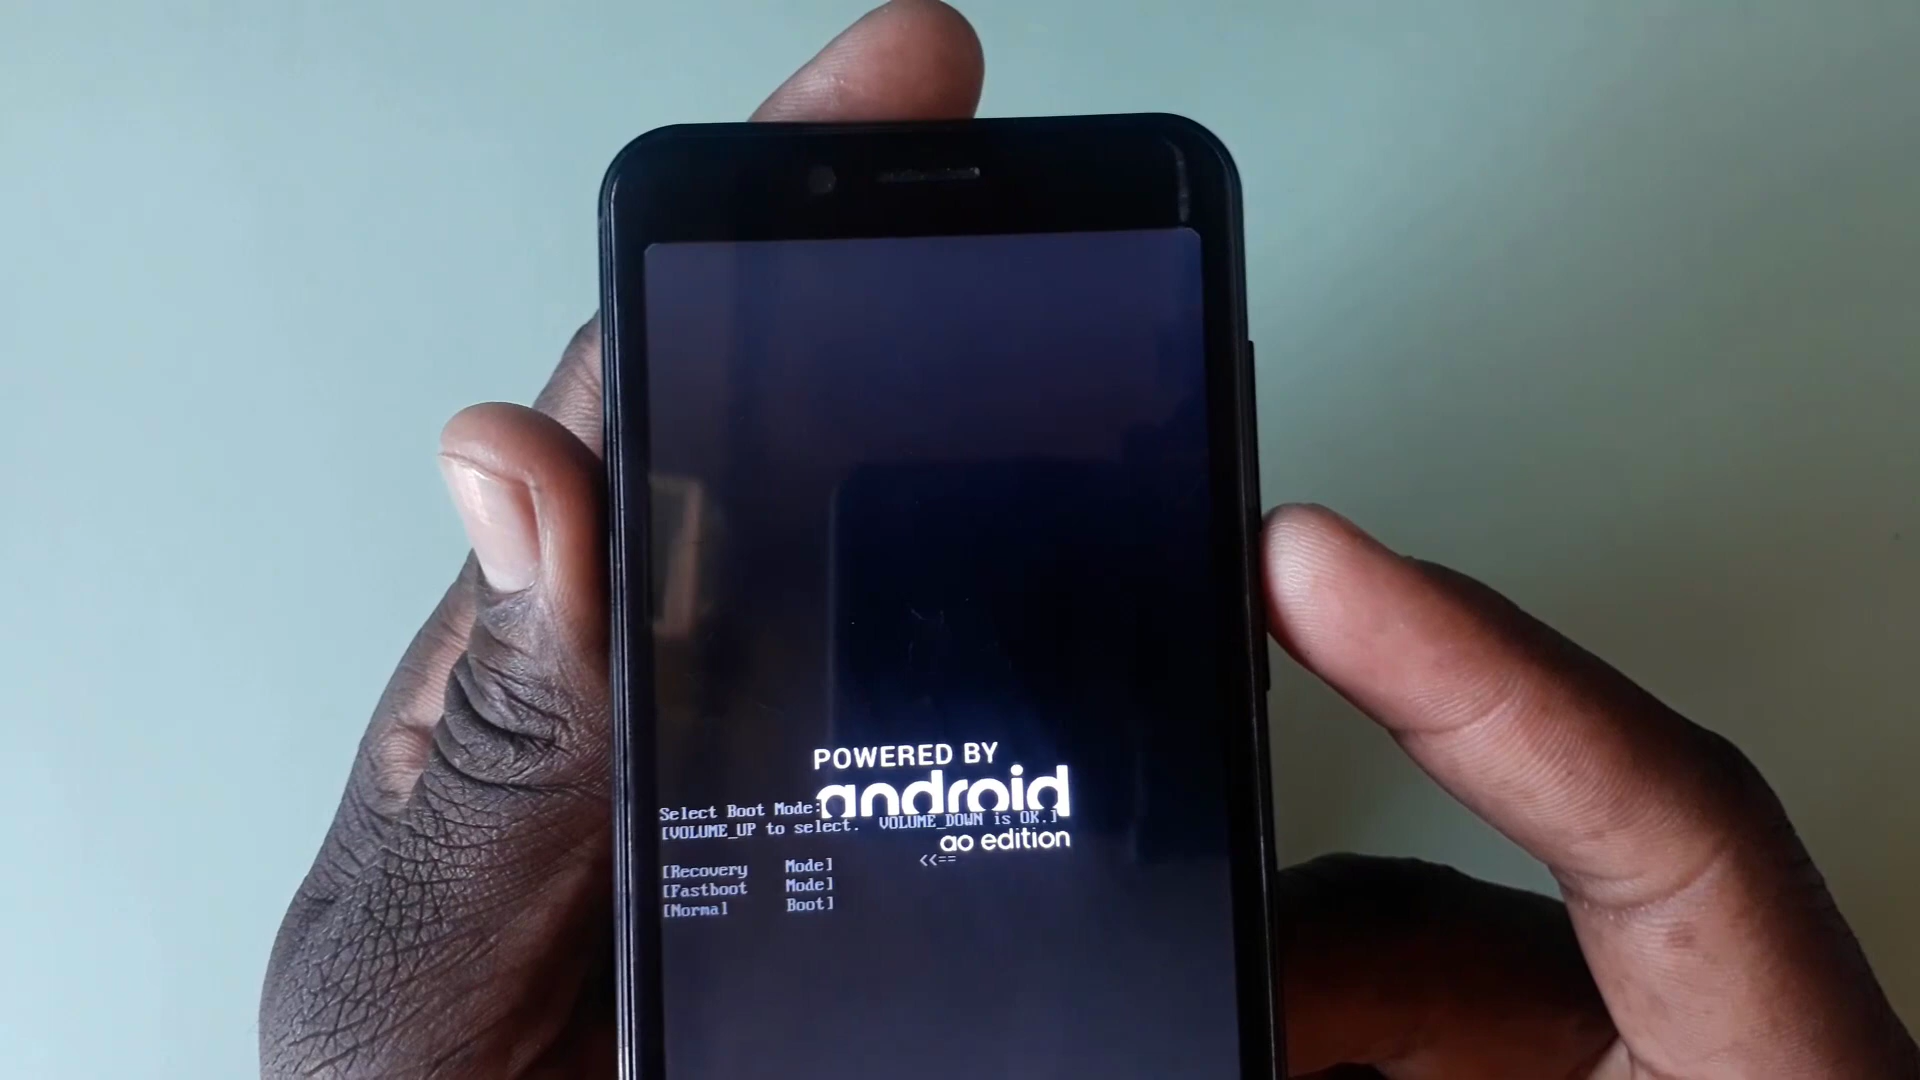 POWERED BY
android
Select Boot Mode:
[VOLUME_UP to select.  VOLUME_DOWN is OK.]
ao edition
[Recovery    Mode]         <<==
[Fastboot    Mode]
[Normal      Boot]